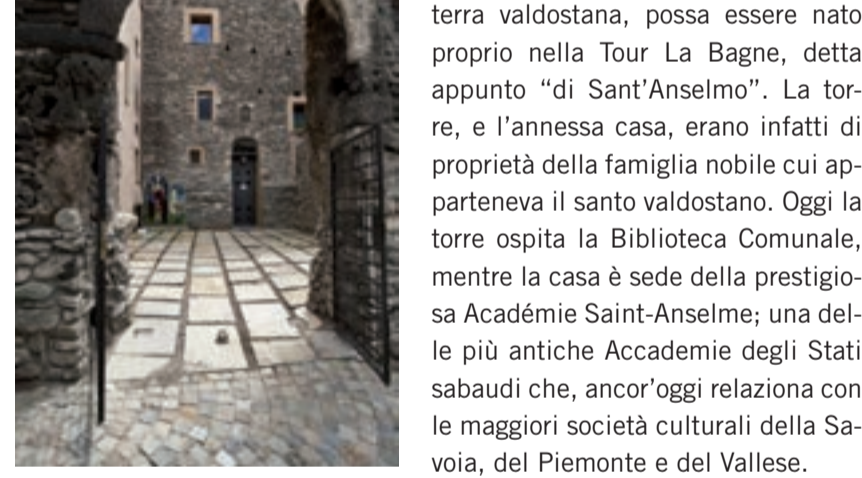 terra valdostana, possa essere nato
proprio nella Tour La Bagne, detta
appunto “di Sant’Anselmo”. La tor-
re, e l’annessa casa, erano infatti di
proprietà della famiglia nobile cui ap-
parteneva il santo valdostano. Oggi la
torre ospita la Biblioteca Comunale,
mentre la casa è sede della prestigio-
sa Académie Saint-Anselme; una del-
le più antiche Accademie degli Stati
sabaudi che, ancor’oggi relaziona con
le maggiori società culturali della Sa-
voia, del Piemonte e del Vallese.